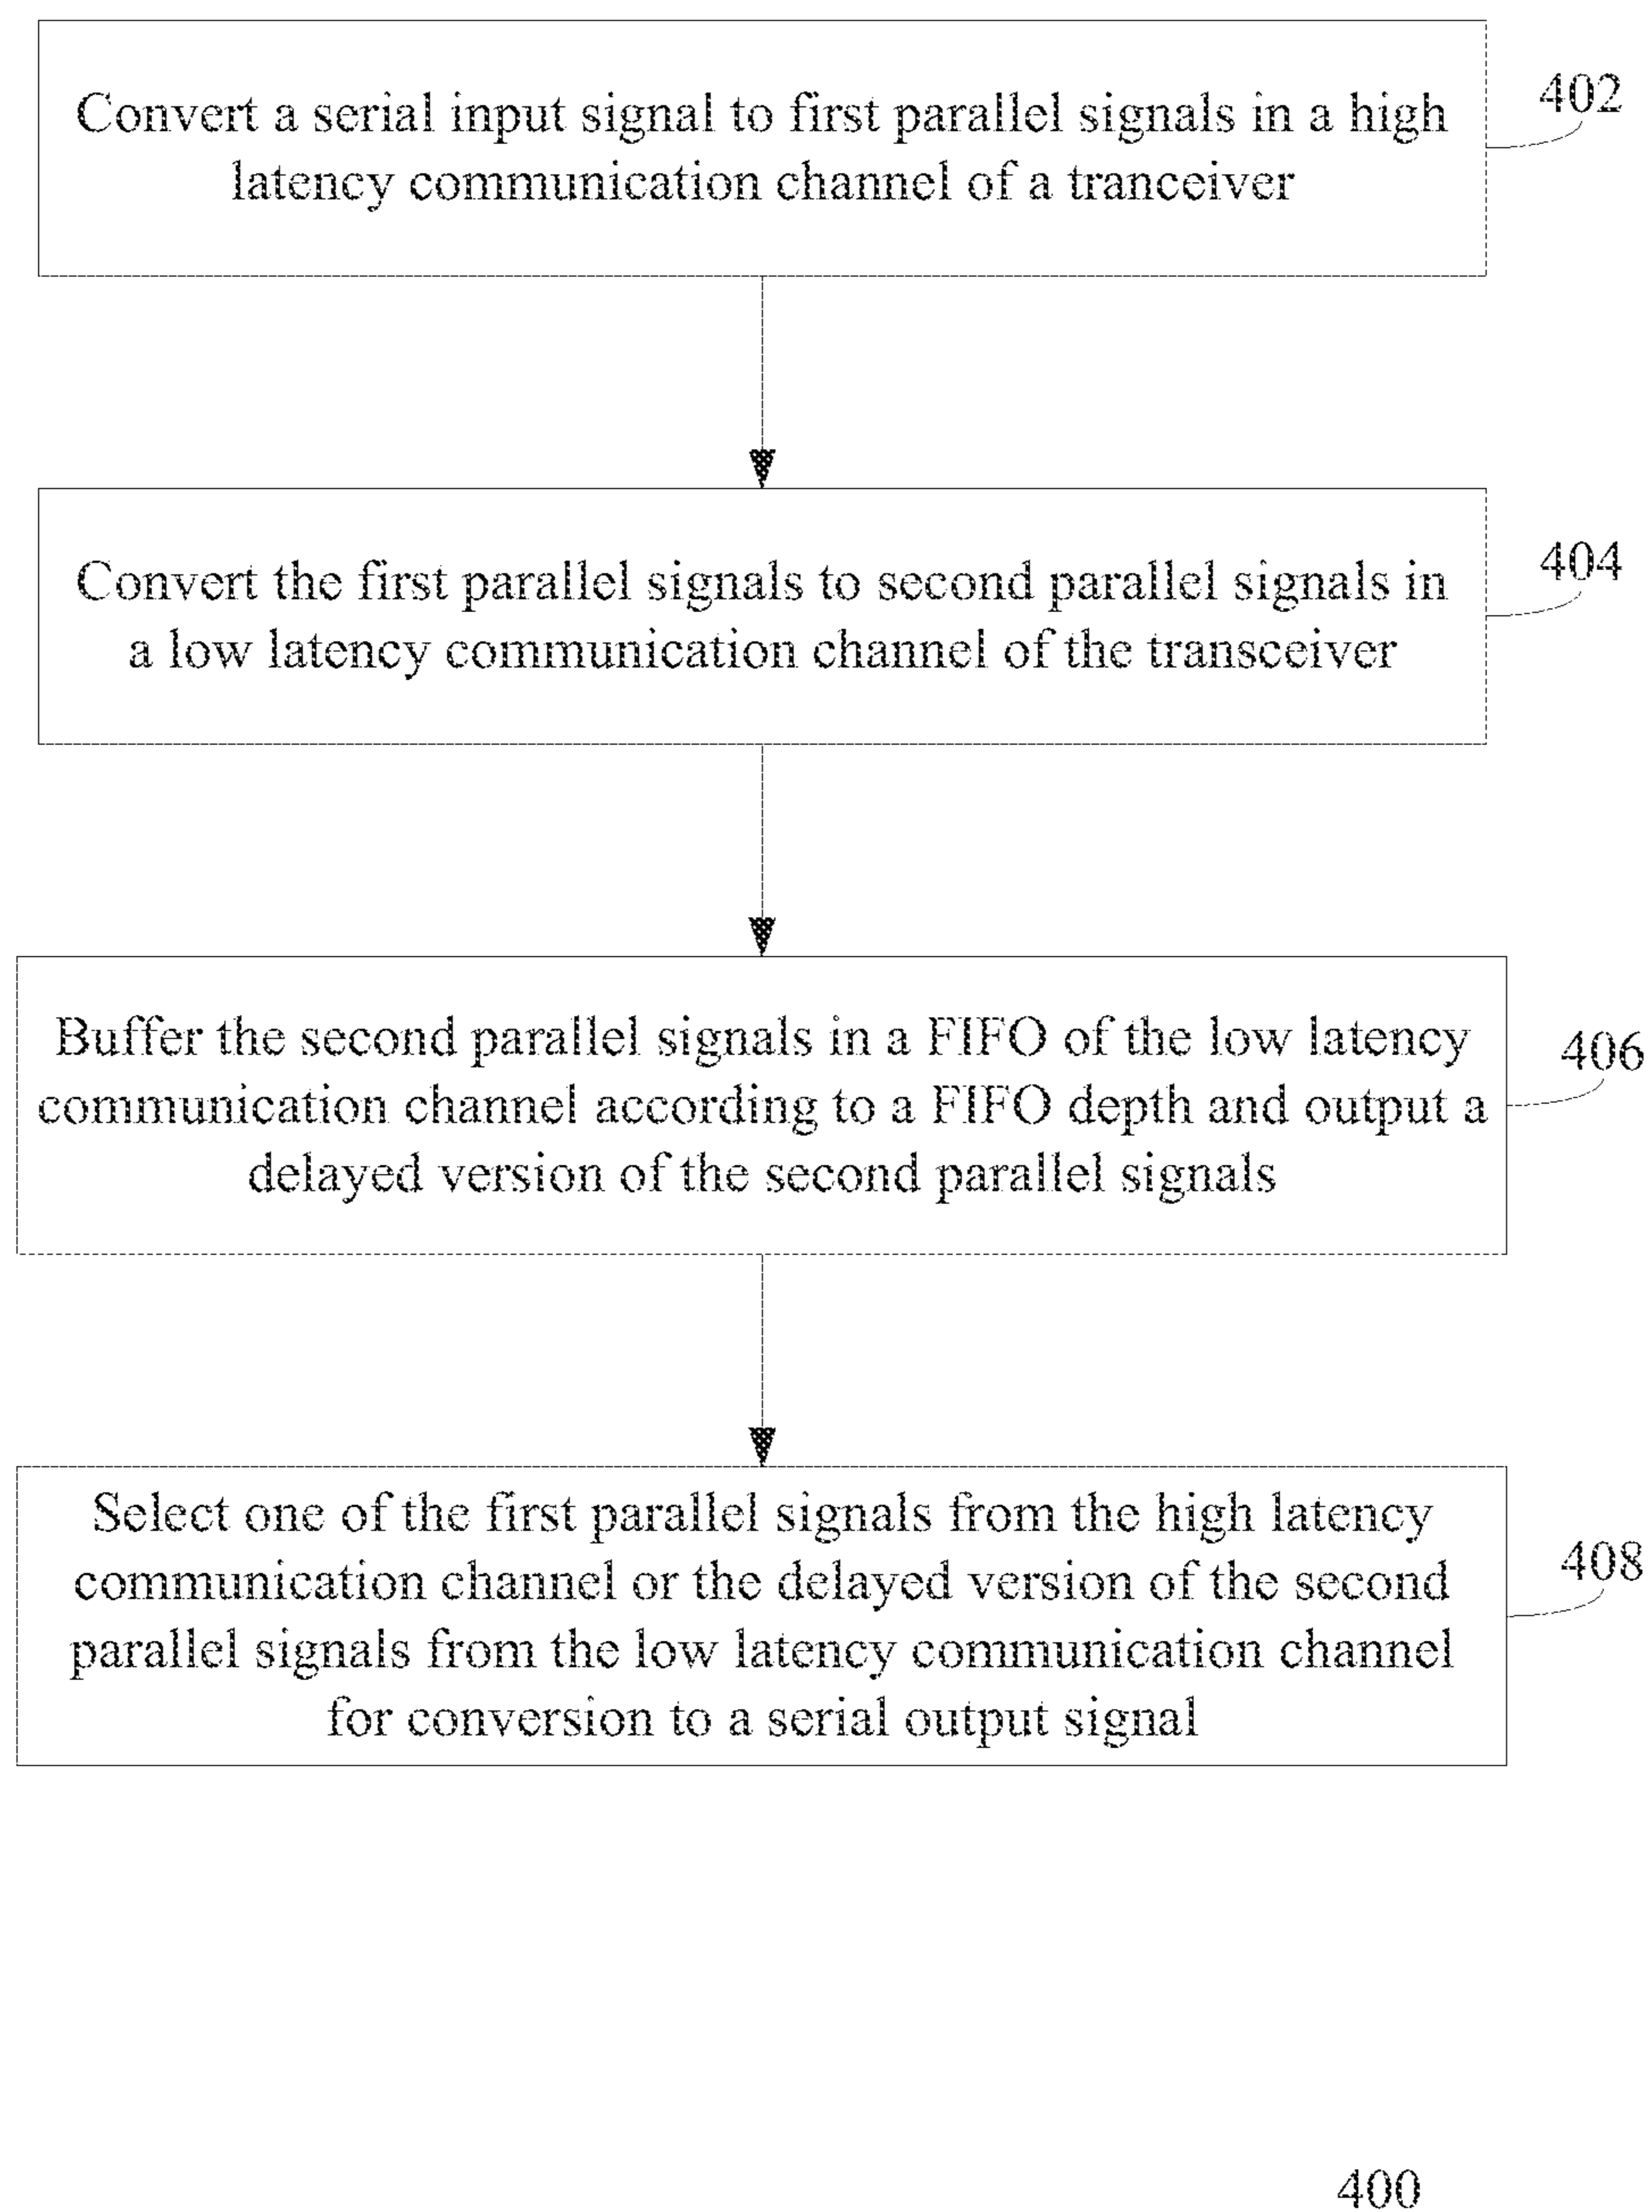 Convert a serial input signal to first parallel signals in a high
latency communication channel of a tranceiver
402
Convert the first parallel signals to second parallel signals in
a low latency communication channel of the transceiver
404
Buffer the second parallel signals in a FIFO of the low latency
communication channel according to a FIFO depth and output a
delayed version of the second parallel signals
406
Select one of the first parallel signals from the high latency
communication channel or the delayed version of the second
parallel signals from the low latency communication channel
for conversion to a serial output signal
408
400